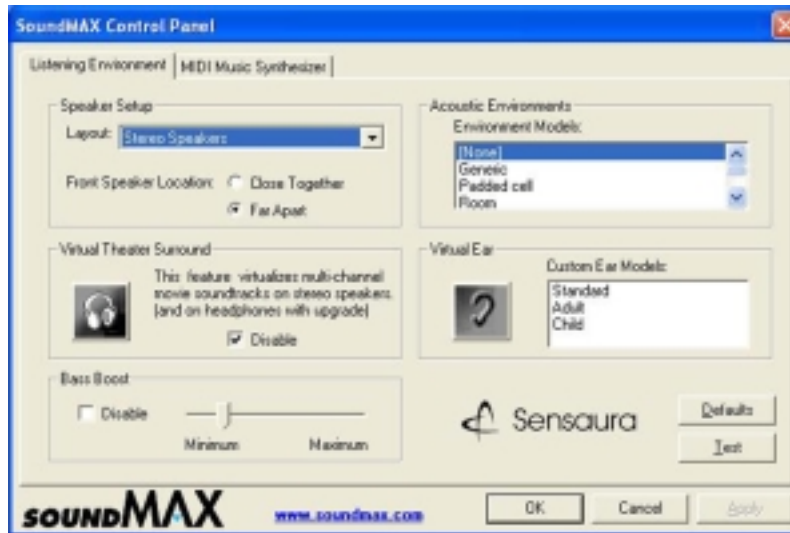 SoundMAX Control Panel
Listening Environment
MIDI Music Synthesizer
Speaker Setup
Layout: Stereo Speakers
Front Speaker Location: Close Together
Far Apart
Acoustic Environments
Environment Models:
(None)
Generic
Padded cell
Room
Virtual Theater Surround
This feature virtualizes multi-channel
movie soundtracks on stereo speakers.
(and on headphones with upgrade)
Disable
Virtual Ear
Custom Ear Models:
Standard
Adult
Child
Bass Boost
Disable
Minimum Maximum
Sensaura
Defaults
Test
SOUNDMAX
www.soundmax.com
OK Cancel Apply